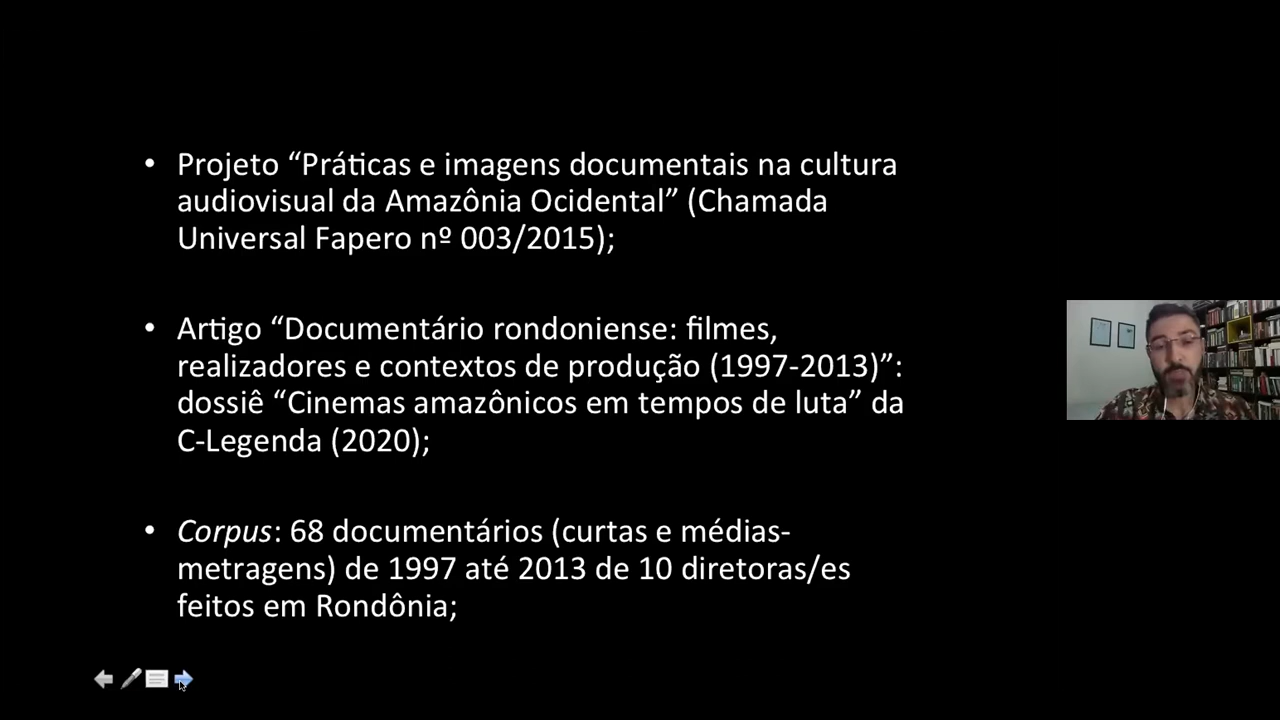 • Projeto “Práticas e imagens documentais na cultura
audiovisual da Amazônia Ocidental” (Chamada
Universal Fapero nº 003/2015);
• Artigo “Documentário rondoniense: filmes,
realizadores e contextos de produção (1997-2013)”:
dossiê “Cinemas amazônicos em tempos de luta” da
C-Legenda (2020);
• Corpus: 68 documentários (curtas e médias-
metragens) de 1997 até 2013 de 10 diretoras/es
feitos em Rondônia;